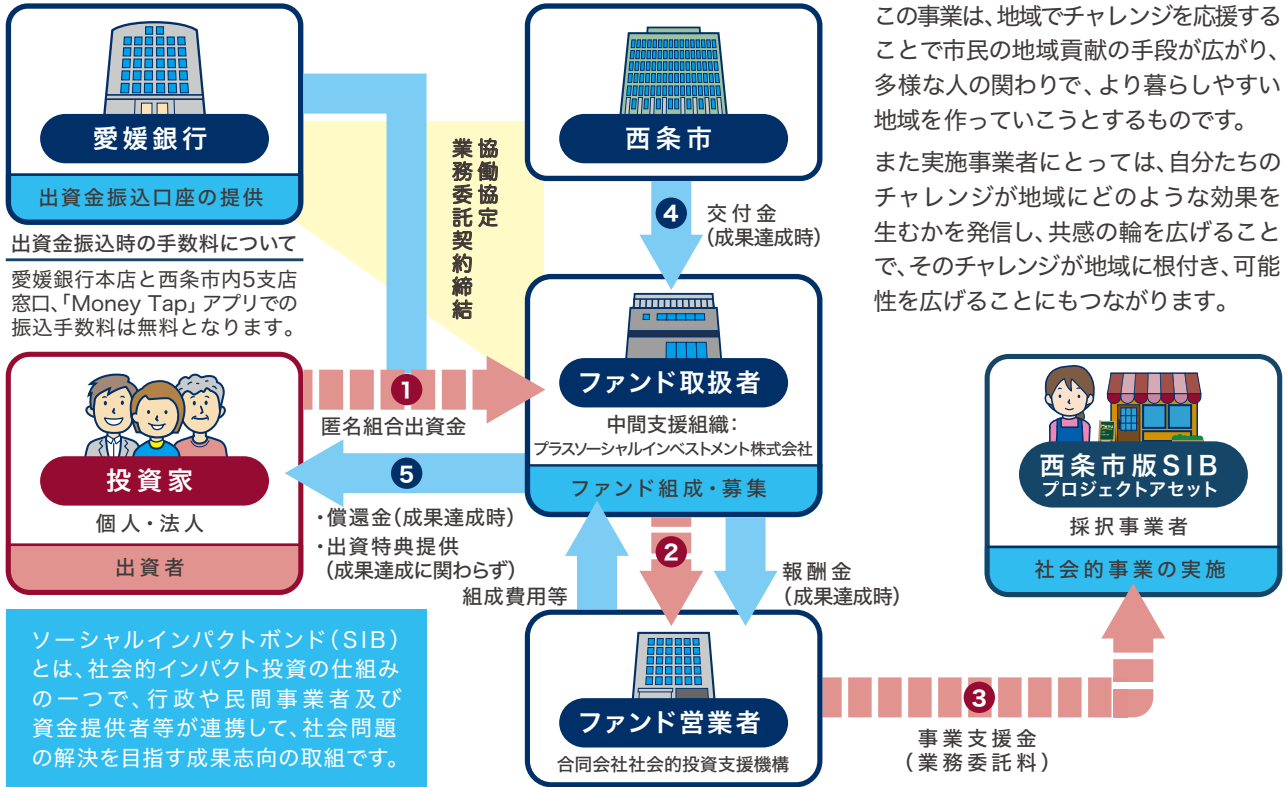 愛媛銀行
出資金振込口座の提供
出資金振込時の手数料について
愛媛銀行本店と西条市内5支店
窓口、「Money Tap」アプリでの
振込手数料は無料となります。
協働協定
業務委託契約締結
西条市
❹
交付金
(成果達成時)
この事業は、地域でチャレンジを応援する
ことで市民の地域貢献の手段が広がり、
多様な人の関わりで、より暮らしやすい
地域を作っていこうとするものです。
また実施事業者にとっては、自分たちの
チャレンジが地域にどのような効果を
生むかを発信し、共感の輪を広げること
で、そのチャレンジが地域に根付き、可能
性を広げることにもつながります。
投資家
個人・法人
出資者
❶
匿名組合出資金
❺
・償還金(成果達成時)
・出資特典提供
(成果達成に関わらず)
ファンド取扱者
中間支援組織:
プラスソーシャルインベストメント株式会社
ファンド組成・募集
組成費用等
❷
報酬金
(成果達成時)
西条市版SIB
プロジェクトアセット
採択事業者
社会的事業の実施
ソーシャルインパクトボンド(SIB)
とは、社会的インパクト投資の仕組み
の一つで、行政や民間事業者及び
資金提供者等が連携して、社会問題
の解決を目指す成果志向の取組です。
ファンド営業者
合同会社社会的投資支援機構
❸
事業支援金
(業務委託料)